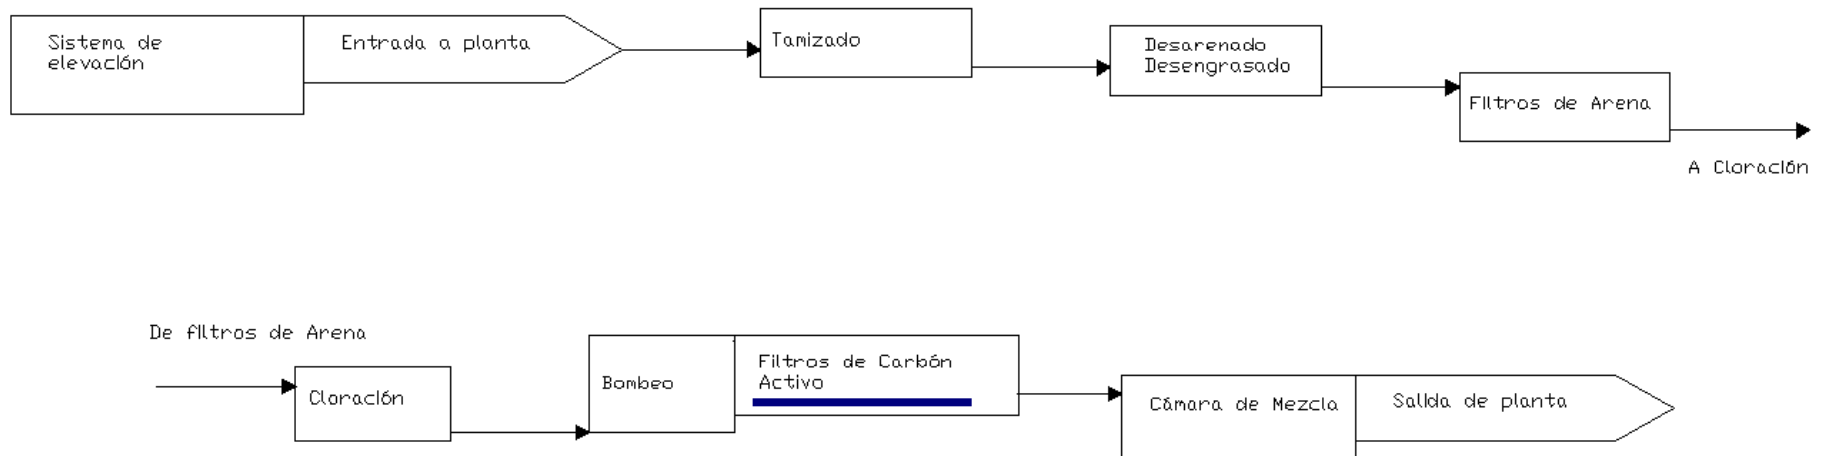 Sistema de
elevación
Entrada a planta
Tamizado
Desarenado
Desengrasado
Filtros de Arena
A Cloración
De filtros de Arena
Cloración
Bombeo
Filtros de Carbón
Activo
Cámara de Mezcla
Salida de planta